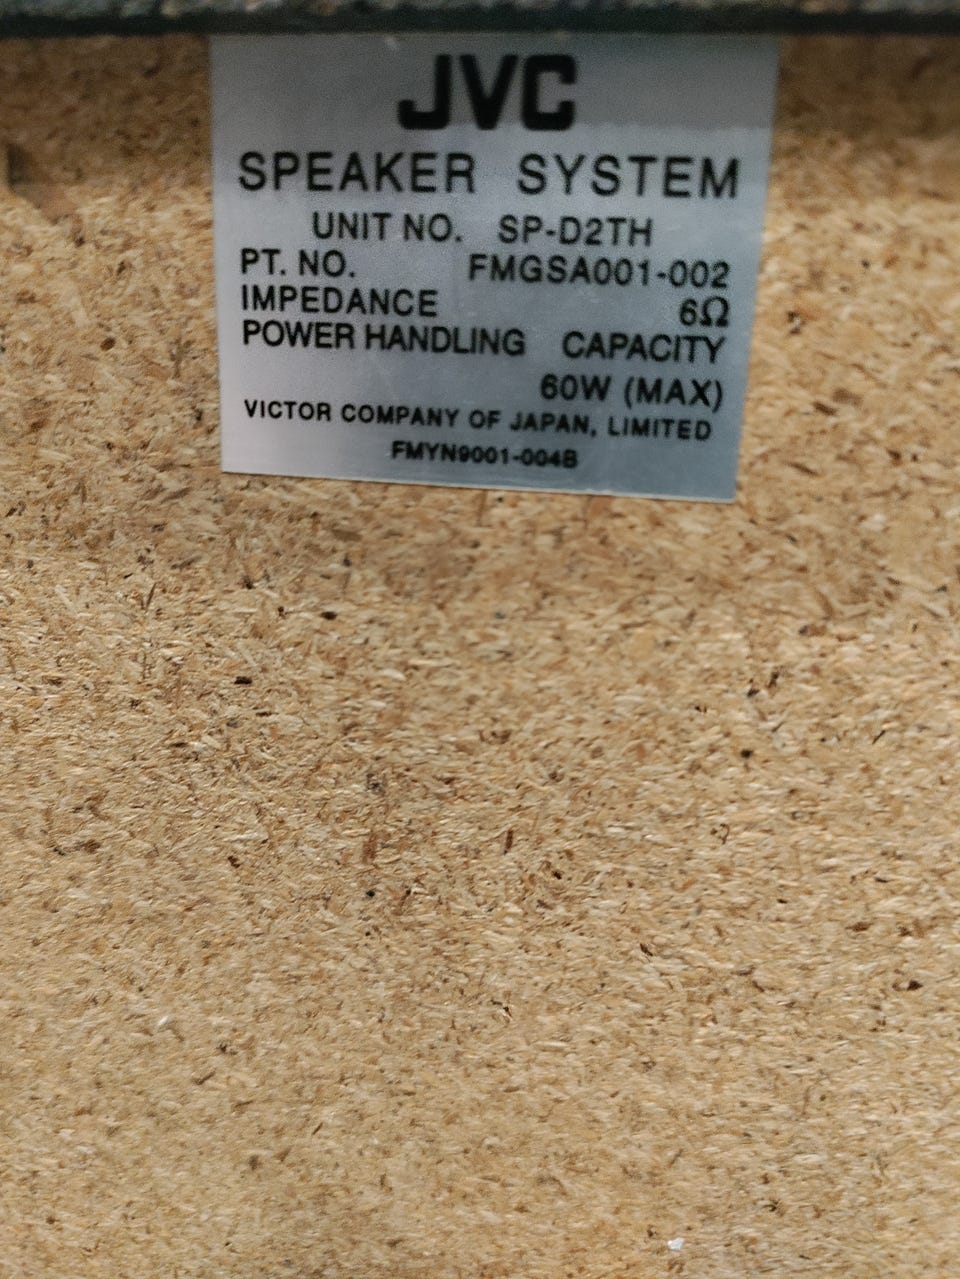 JVC
SPEAKER SYSTEM
UNIT NO. SP-D2TH
PT. NO. FMGSA001-002
IMPEDANCE 6Ω
POWER HANDLING CAPACITY
60W (MAX)
VICTOR COMPANY OF JAPAN, LIMITED
FMYN9001-004B